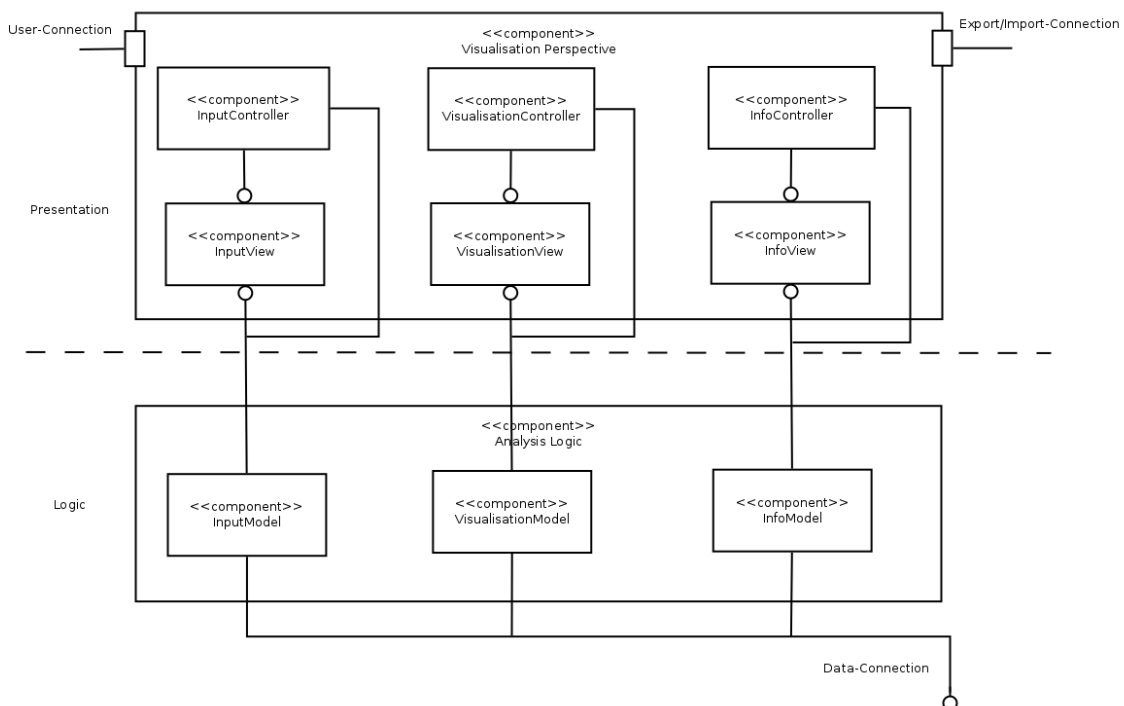 User-Connection
Export/Import-Connection
<<component>>
Visualisation Perspective
<<component>>
InputController
<<component>>
VisualisationController
<<component>>
InfoController
Presentation
<<component>>
InputView
<<component>>
VisualisationView
<<component>>
InfoView
<<component>>
Analysis Logic
Logic
<<component>>
InputModel
<<component>>
VisualisationModel
<<component>>
InfoModel
Data-Connection